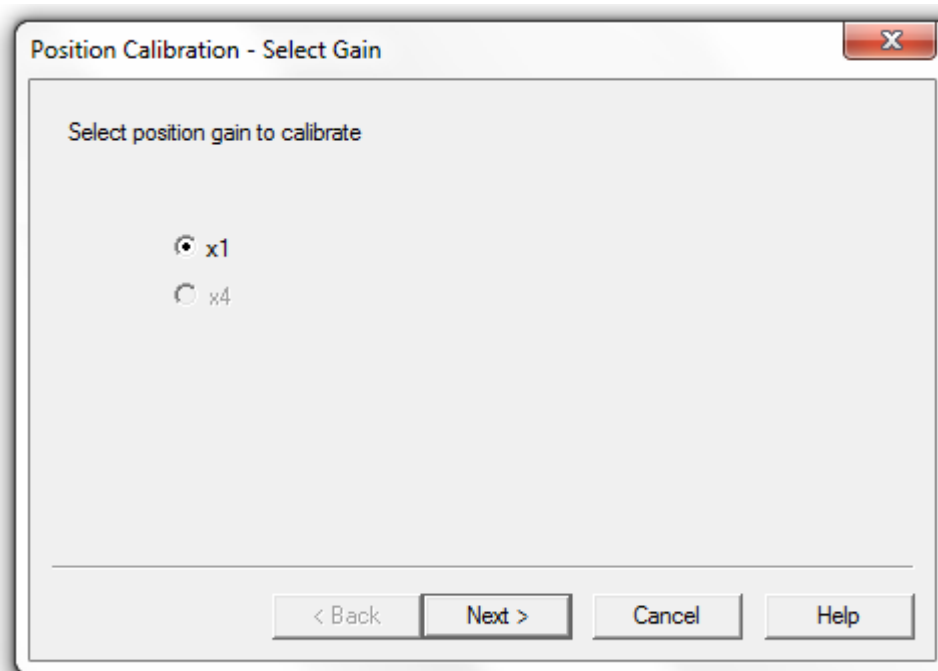 Position Calibration - Select Gain
Select position gain to calibrate
x1
x4
< Back Next > Cancel Help